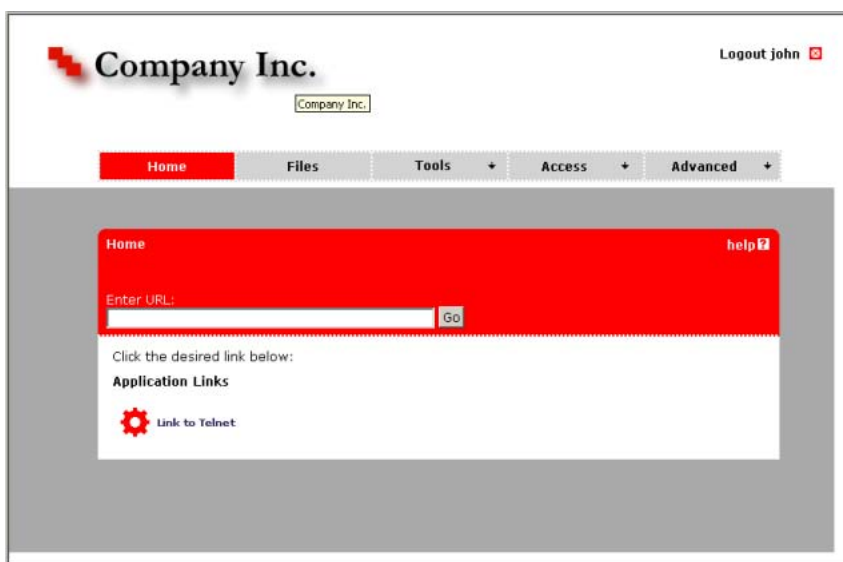 Company Inc.
Logout john
Company Inc.
Home Files Tools Access Advanced
Home help?
Enter URL:
Go
Click the desired link below:
Application Links
Link to Telnet